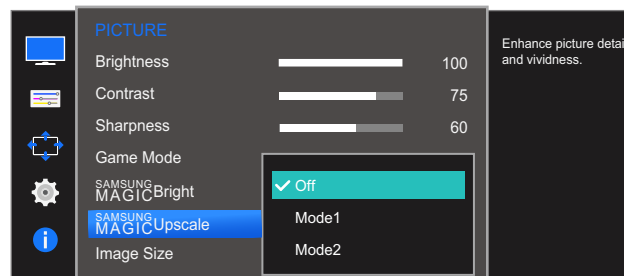 PICTURE
Brightness 100
Contrast 75
Sharpness 60
Game Mode
SAMSUNG MAGIC Bright
SAMSUNG MAGIC Upscale
Image Size
Off
Mode1
Mode2
Enhance picture detai
and vividness.